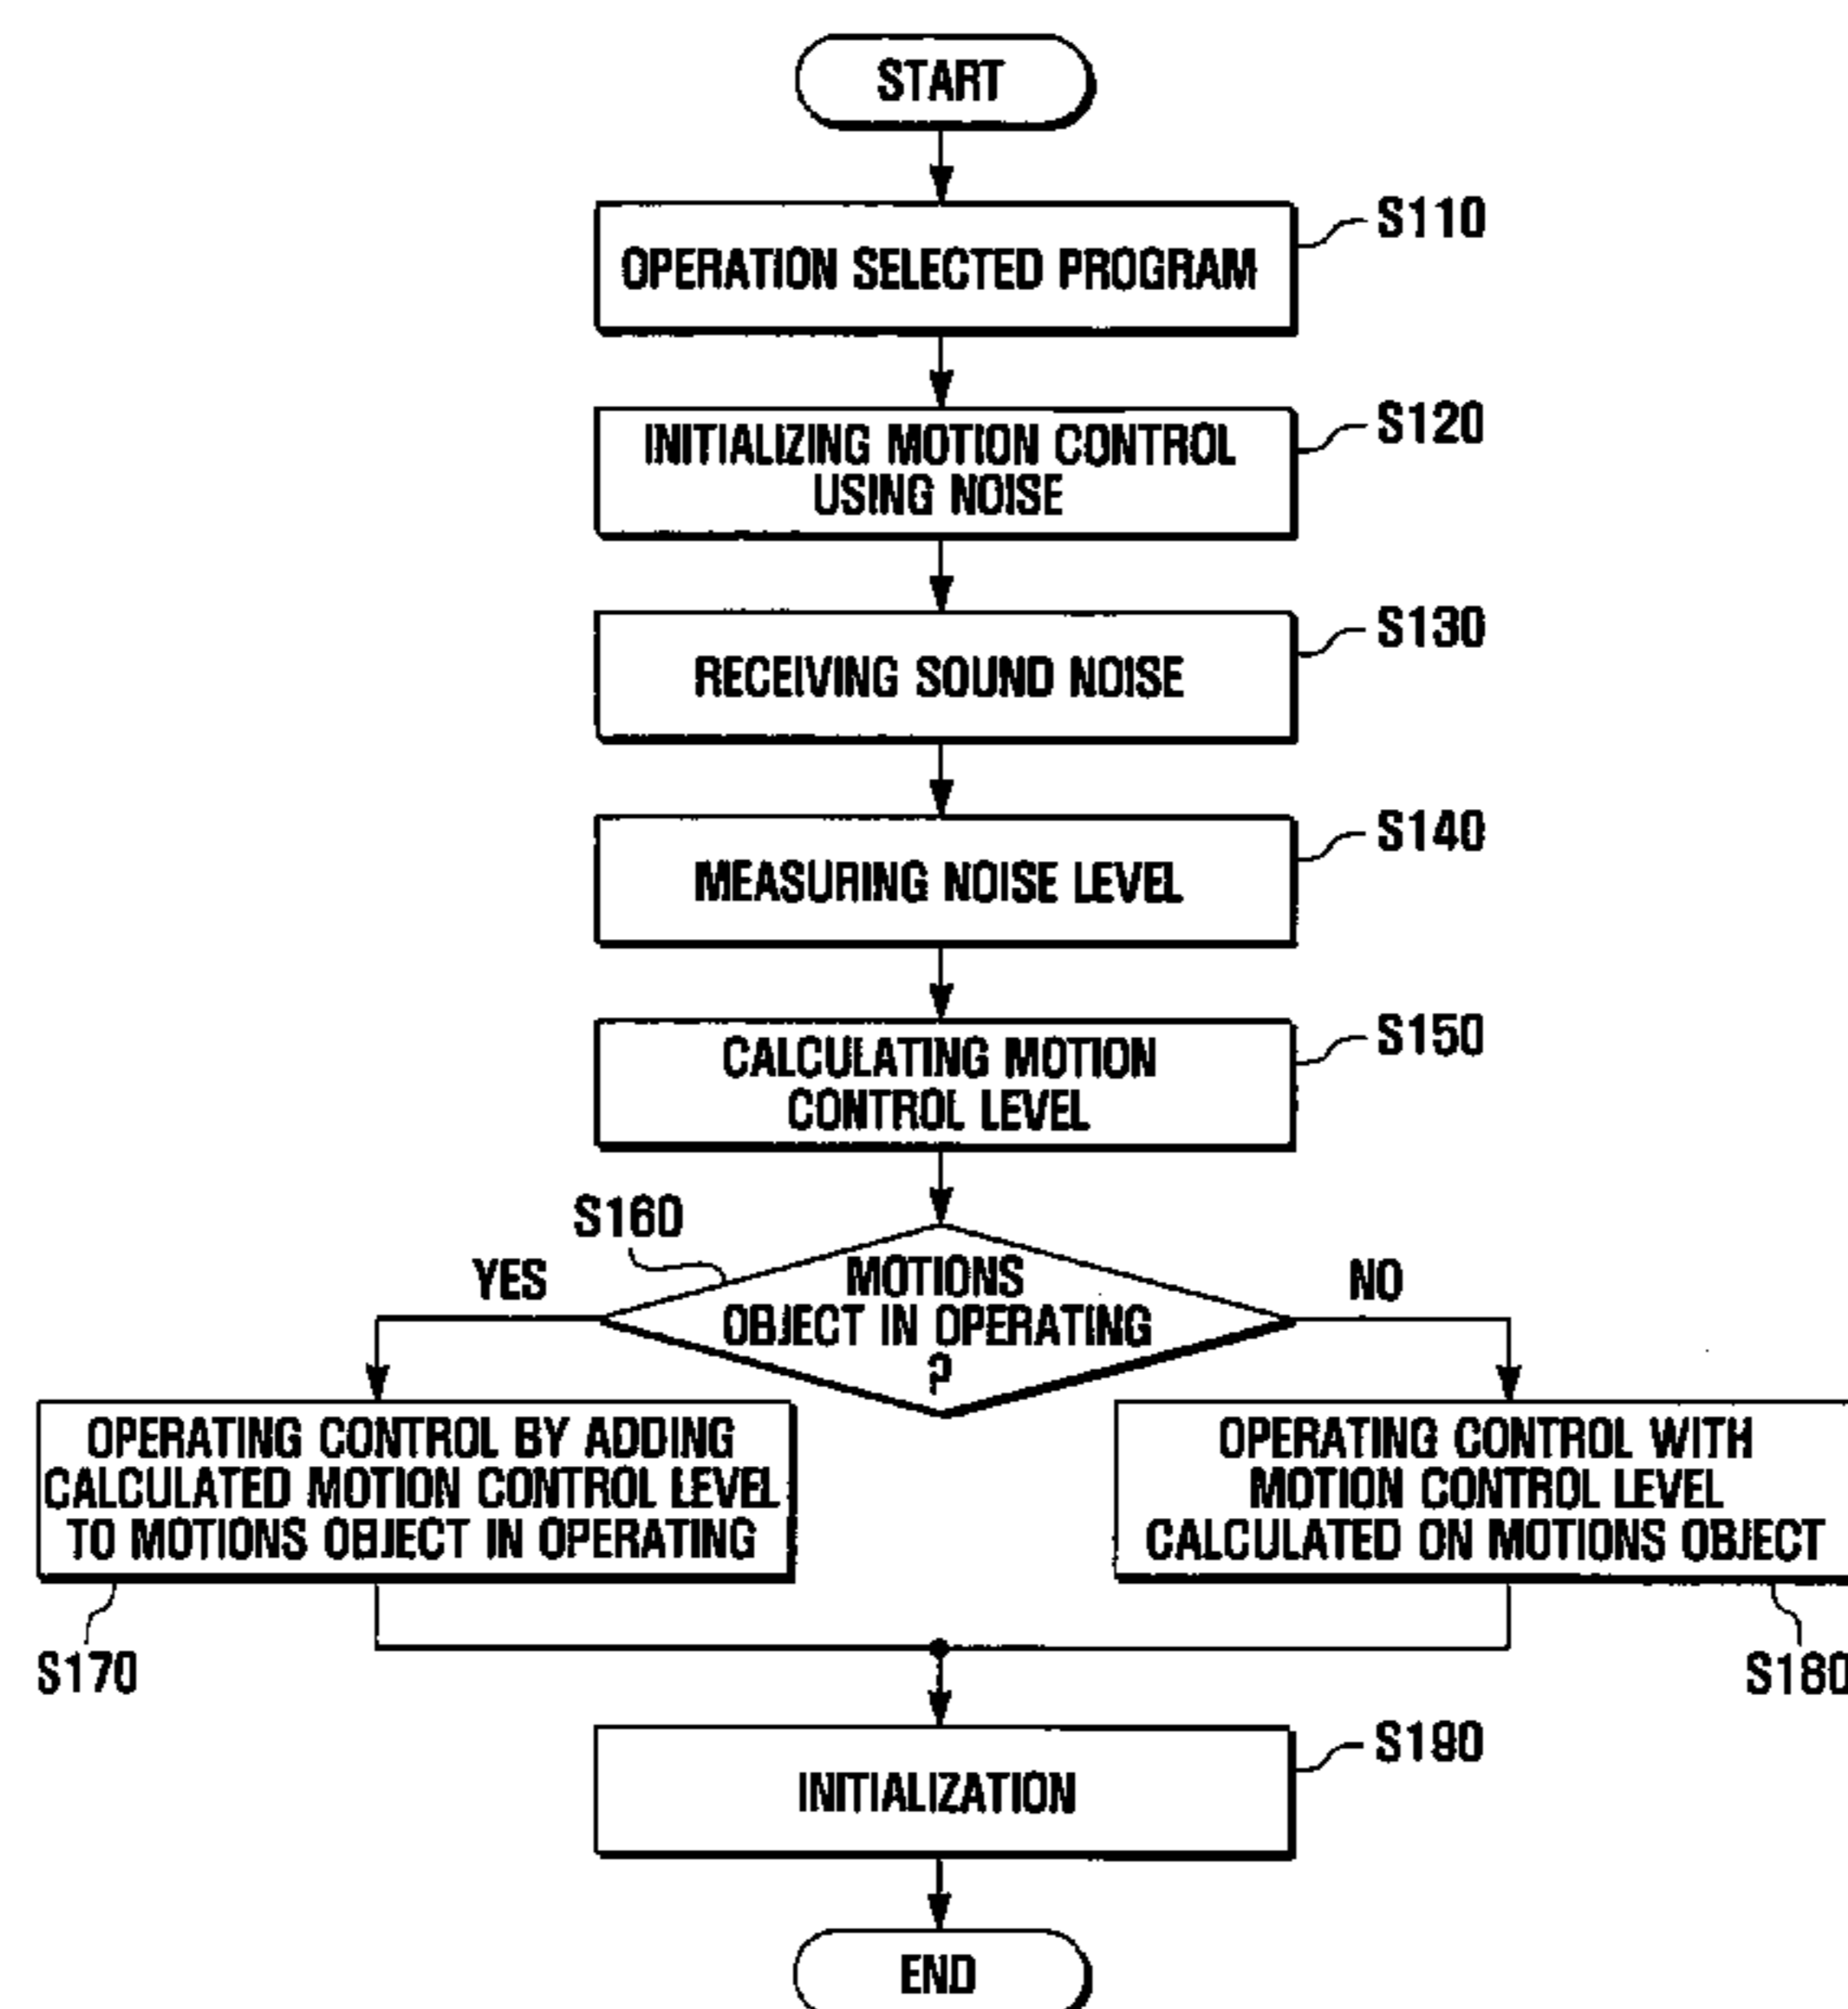 START
OPERATION SELECTED PROGRAM
S110
INITIALIZING MOTION CONTROL
USING NOISE
S120
RECEIVING SOUND NOISE
S130
MEASURING NOISE LEVEL
S140
CALCULATING MOTION
CONTROL LEVEL
S150
S160
YES
MOTIONS
OBJECT IN OPERATING
?
NO
OPERATING CONTROL BY ADDING
CALCULATED MOTION CONTROL LEVEL
TO MOTIONS OBJECT IN OPERATING
S170
OPERATING CONTROL WITH
MOTION CONTROL LEVEL
CALCULATED ON MOTIONS OBJECT
S180
INITIALIZATION
S190
END